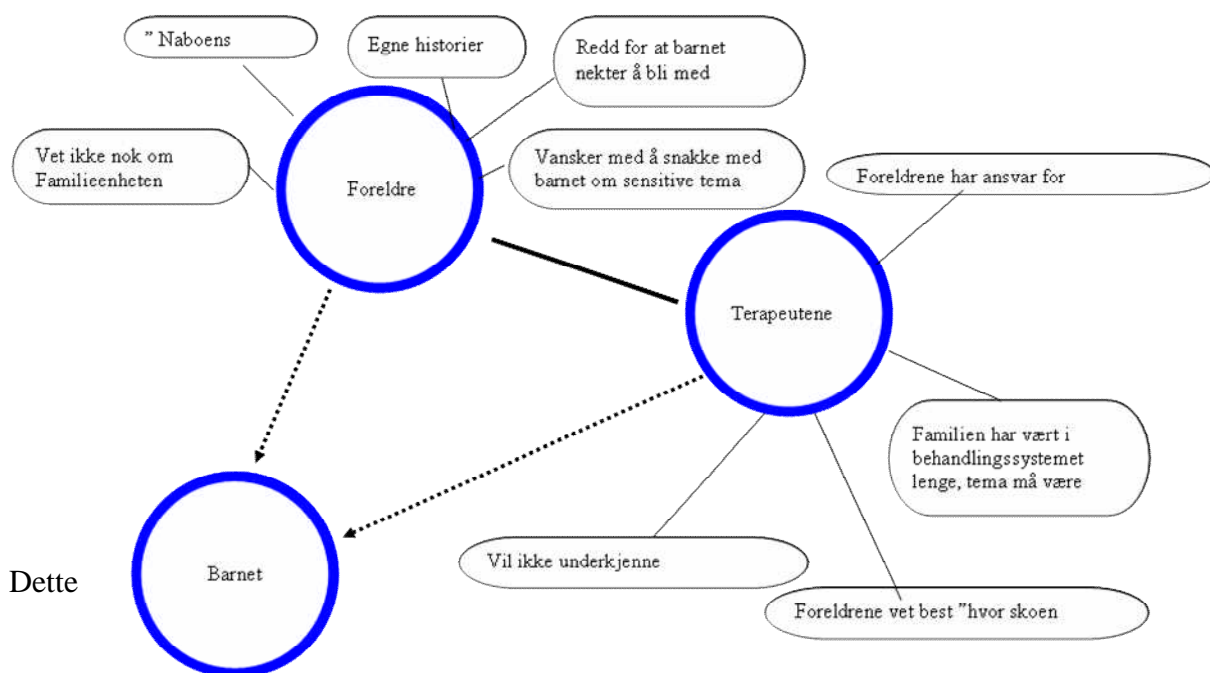 ” Naboens
Egne historier
Redd for at barnet
nekter å bli med
Vet ikke nok om
Familieenheten
Foreldre
Vansker med å snakke med
barnet om sensitive tema
Foreldrene har ansvar for
Terapeutene
Familien har vært i
behandlingssystemet
lenge, tema må være
Vil ikke underkjenne
Foreldrene vet best ”hvor skoen
Barnet
Dette